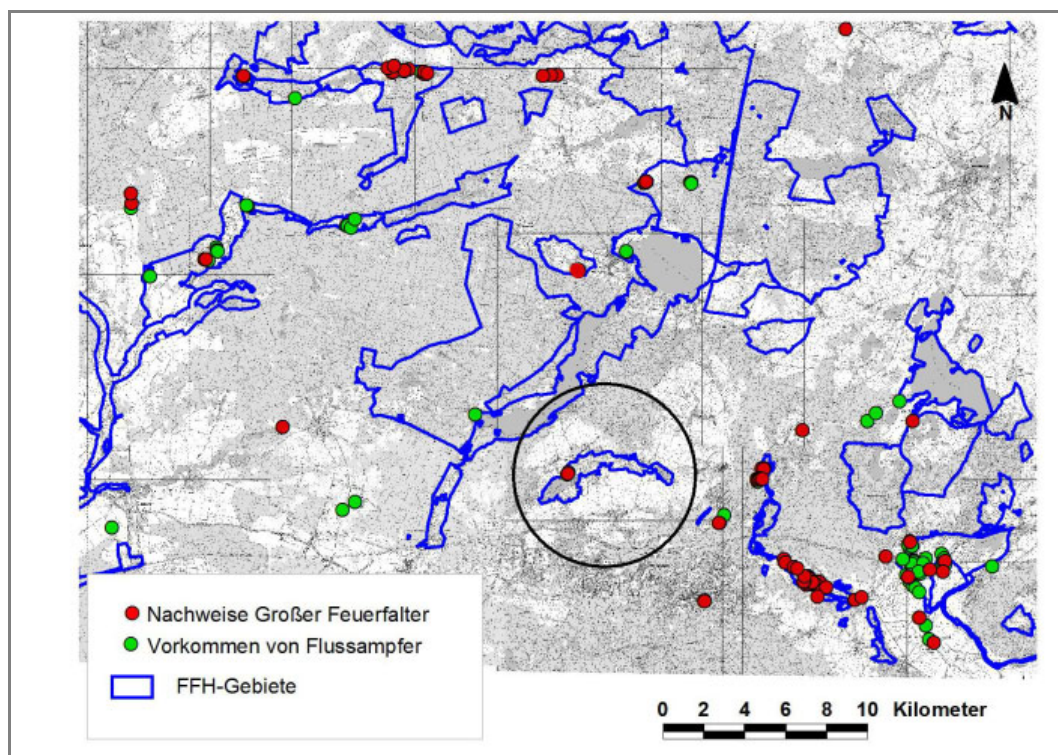 N
Nachweise Großer Feuerfalter
Vorkommen von Flussampfer
FFH-Gebiete
0 2 4 6 8 10 Kilometer